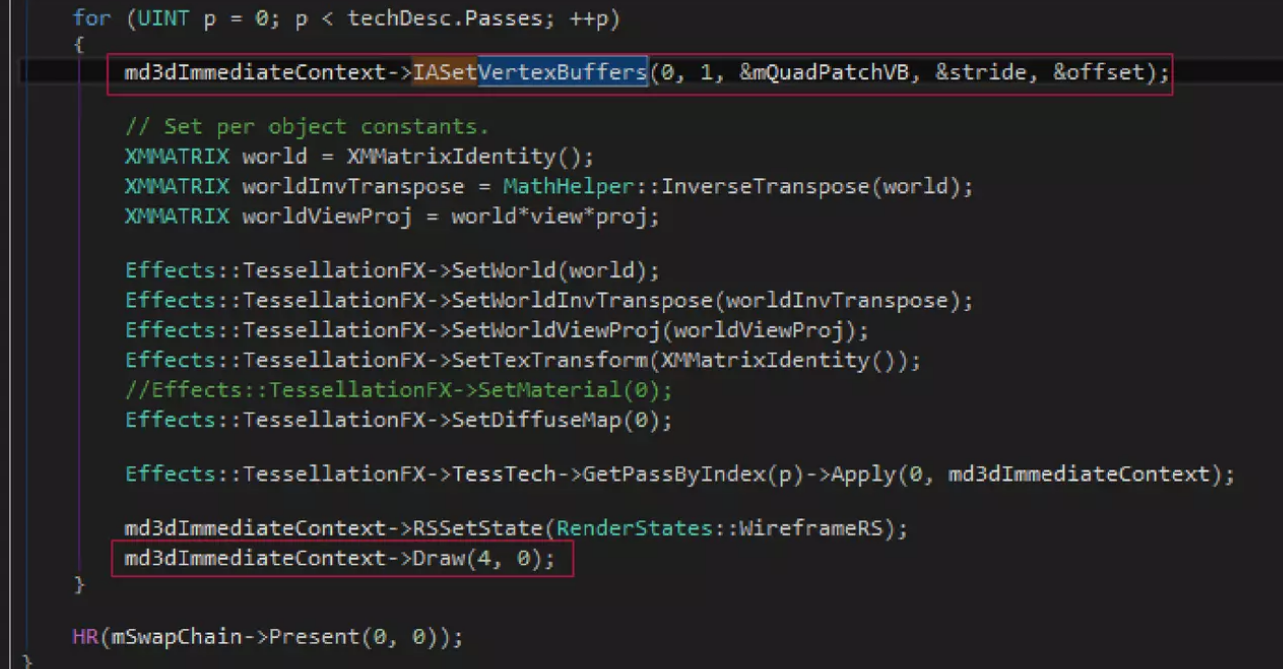 for (UINT p = 0; p < techDesc.Passes; ++p)
{
md3dImmediateContext->IASetVertexBuffers(0, 1, &mQuadPatchVB, &stride, &offset);
// Set per object constants.
XMMATRIX world = XMMatrixIdentity();
XMMATRIX worldInvTranspose = MathHelper::InverseTranspose(world);
XMMATRIX worldViewProj = world*view*proj;
Effects::TessellationFX->SetWorld(world);
Effects::TessellationFX->SetWorldInvTranspose(worldInvTranspose);
Effects::TessellationFX->SetWorldViewProj(worldViewProj);
Effects::TessellationFX->SetTexTransform(XMMatrixIdentity());
//Effects::TessellationFX->SetMaterial(0);
Effects::TessellationFX->SetDiffuseMap(0);
Effects::TessellationFX->TessTech->GetPassByIndex(p)->Apply(0, md3dImmediateContext);
md3dImmediateContext->RSSetState(RenderStates::WireframeRS);
md3dImmediateContext->Draw(4, 0);
}
HR(mSwapChain->Present(0, 0));
}